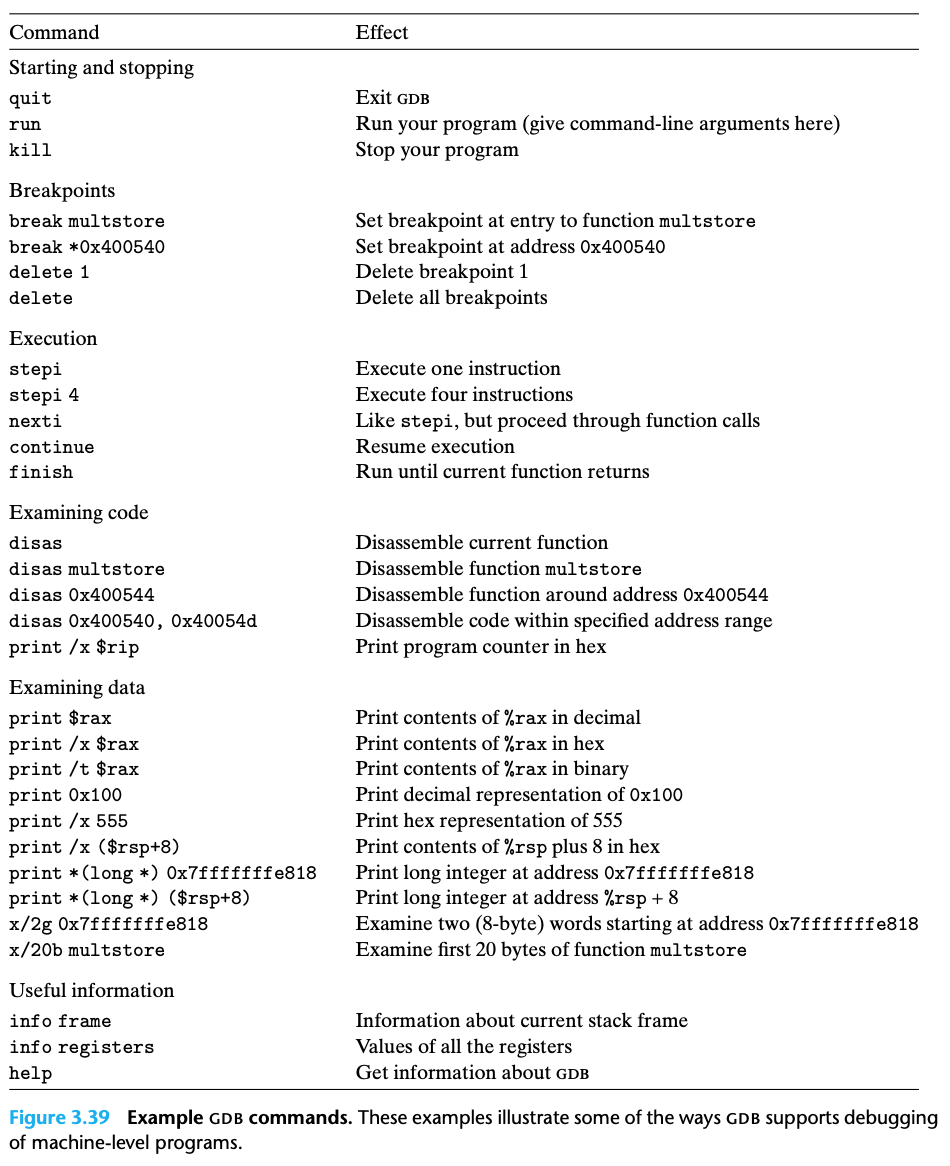 Command Effect
Starting and stopping
quit Exit GDB
run Run your program (give command-line arguments here)
kill Stop your program
Breakpoints
break multstore Set breakpoint at entry to function multstore
break *0x400540 Set breakpoint at address 0x400540
delete 1 Delete breakpoint 1
delete Delete all breakpoints
Execution
stepi Execute one instruction
stepi 4 Execute four instructions
nexti Like stepi, but proceed through function calls
continue Resume execution
finish Run until current function returns
Examining code
disas Disassemble current function
disas multstore Disassemble function multstore
disas 0x400544 Disassemble function around address 0x400544
disas 0x400540, 0x40054d Disassemble code within specified address range
print /x $rip Print program counter in hex
Examining data
print $rax Print contents of %rax in decimal
print /x $rax Print contents of %rax in hex
print /t $rax Print contents of %rax in binary
print 0x100 Print decimal representation of 0x100
print /x 555 Print hex representation of 555
print /x ($rsp+8) Print contents of %rsp plus 8 in hex
print *(long *) 0x7fffffffe818 Print long integer at address 0x7fffffffe818
print *(long *) ($rsp+8) Print long integer at address %rsp + 8
x/2g 0x7fffffffe818 Examine two (8-byte) words starting at address 0x7fffffffe818
x/20b multstore Examine first 20 bytes of function multstore
Useful information
info frame Information about current stack frame
info registers Values of all the registers
help Get information about GDB
Figure 3.39 Example GDB commands. These examples illustrate some of the ways GDB supports debugging
of machine-level programs.